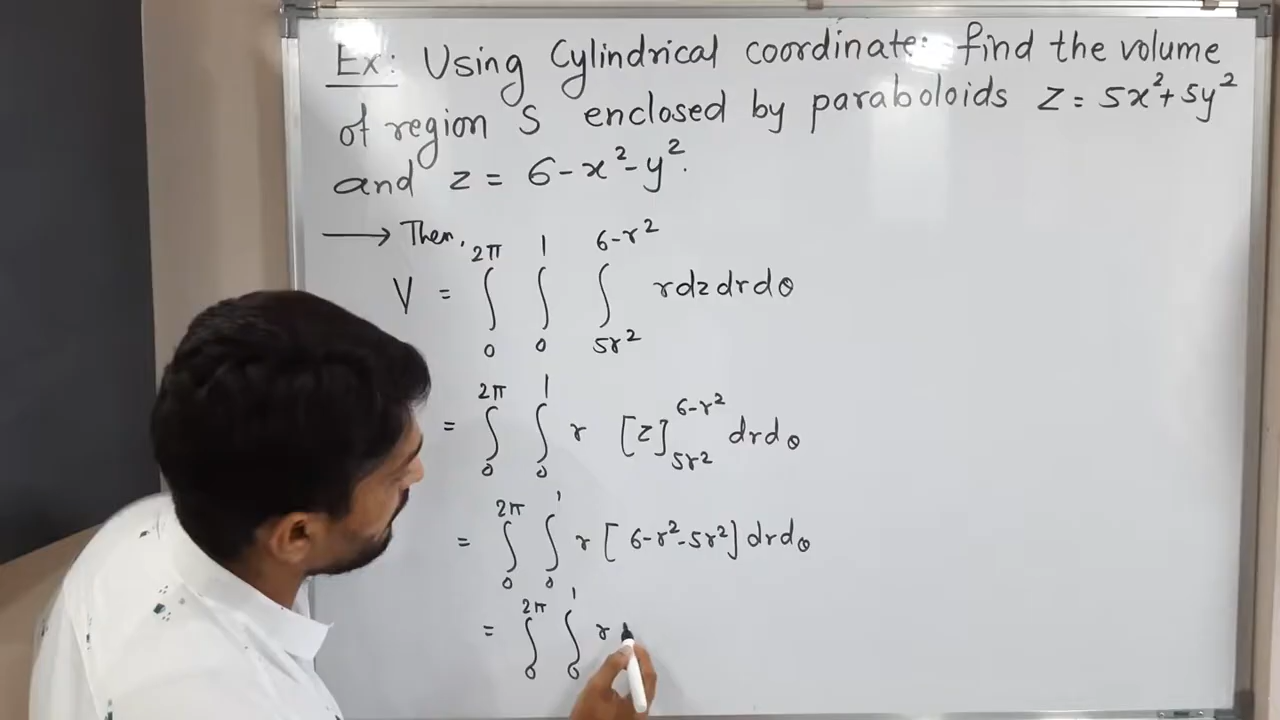 Ex: Using Cylindrical coordinate: find the volume
of region S enclosed by paraboloids z = 5x²+5y²
and z = 6-x²-y².
→ Then,
V = ∫₀^{2π} ∫₀^{1} ∫_{5r²}^{6-r²} r dz dr dθ
= ∫₀^{2π} ∫₀^{1} r [z]_{5r²}^{6-r²} dr dθ
= ∫₀^{2π} ∫₀^{1} r [6-r²-5r²] dr dθ
= ∫₀^{2π} ∫₀^{1} r